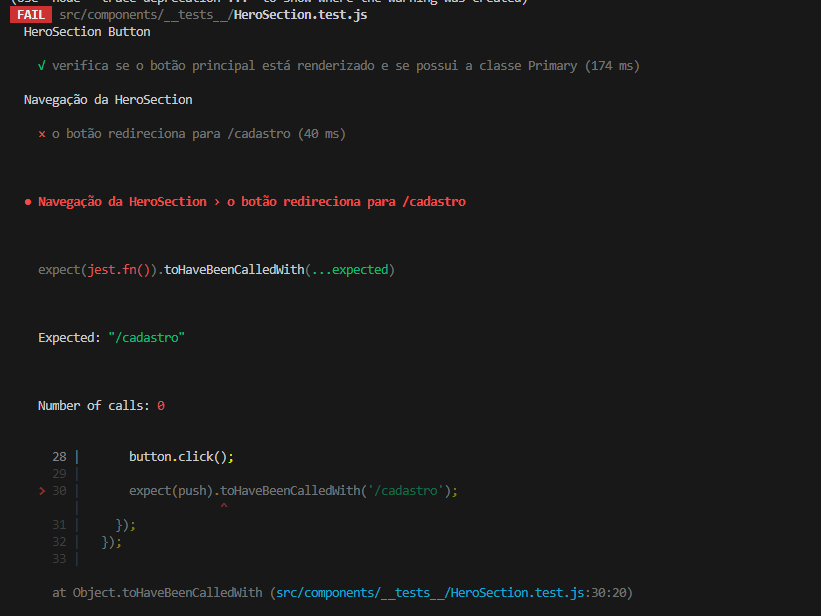 (Use `node --trace-deprecation ...` to show where the warning was created)
FAIL src/components/__tests__/HeroSection.test.js
HeroSection Button
√ verifica se o botão principal está renderizado e se possui a classe Primary (174 ms)
Navegação da HeroSection
× o botão redireciona para /cadastro (40 ms)
● Navegação da HeroSection › o botão redireciona para /cadastro
expect(jest.fn()).toHaveBeenCalledWith(...expected)
Expected: "/cadastro"
Number of calls: 0
28 | button.click();
29 |
> 30 | expect(push).toHaveBeenCalledWith('/cadastro');
| ^
31 | });
32 | });
33 |
at Object.toHaveBeenCalledWith (src/components/__tests__/HeroSection.test.js:30:20)